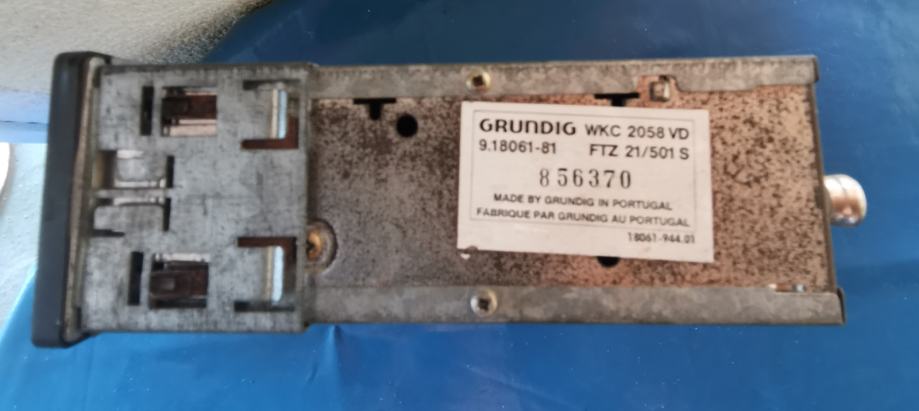 GRUNDIG WKC 2058 VD
9.18061-81 FTZ 21/501 S
856370
MADE BY GRUNDIG IN PORTUGAL
FABRIQUE PAR GRUNDIG AU PORTUGAL
18061-944.01